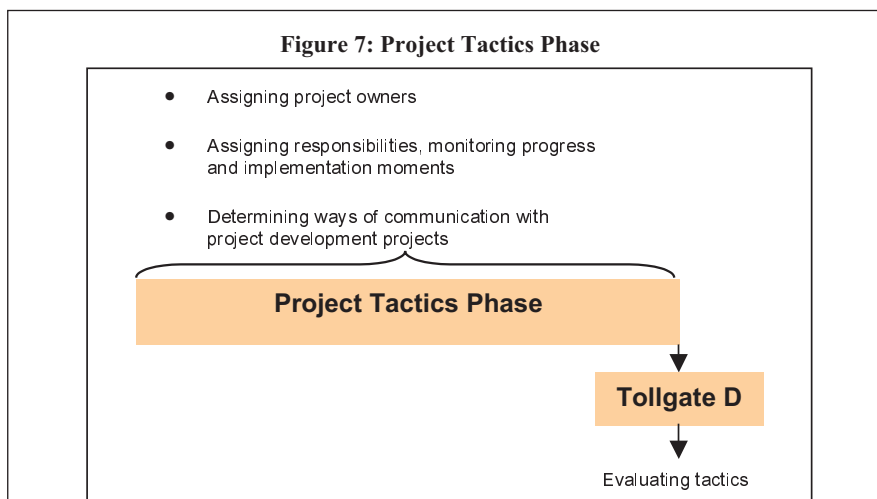 Figure 7: Project Tactics Phase
● Assigning project owners
● Assigning responsibilities, monitoring progress
and implementation moments
● Determining ways of communication with
project development projects
Project Tactics Phase
Tollgate D
Evaluating tactics